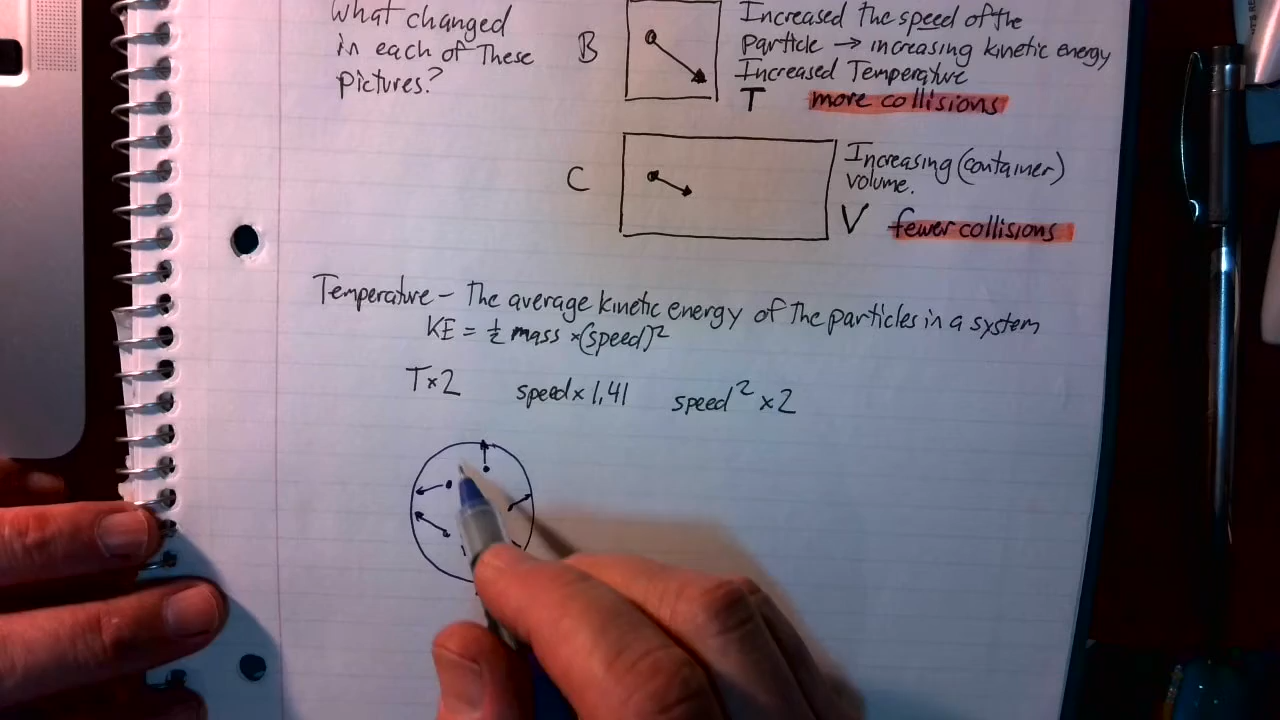 What changed
in each of These
pictures?
B
Increased the speed of the
particle → increasing kinetic energy
Increased Temperature
T more collisions
C
Increasing (container)
volume.
V fewer collisions
Temperature - The average kinetic energy of the particles in a system
KE = ½ mass × (speed)²
T×2 speed×1,41 speed² ×2